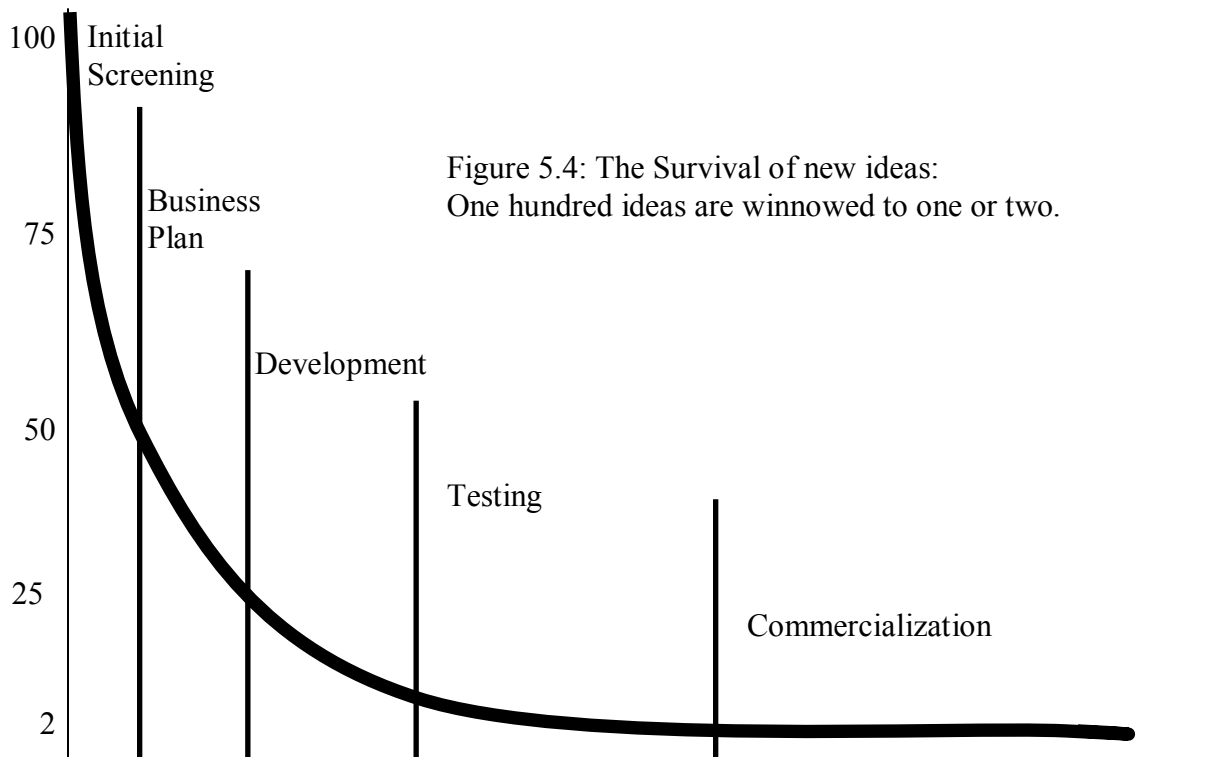 100
Initial
Screening
Figure 5.4: The Survival of new ideas:
One hundred ideas are winnowed to one or two.
Business
Plan
75
Development
50
Testing
25
Commercialization
2